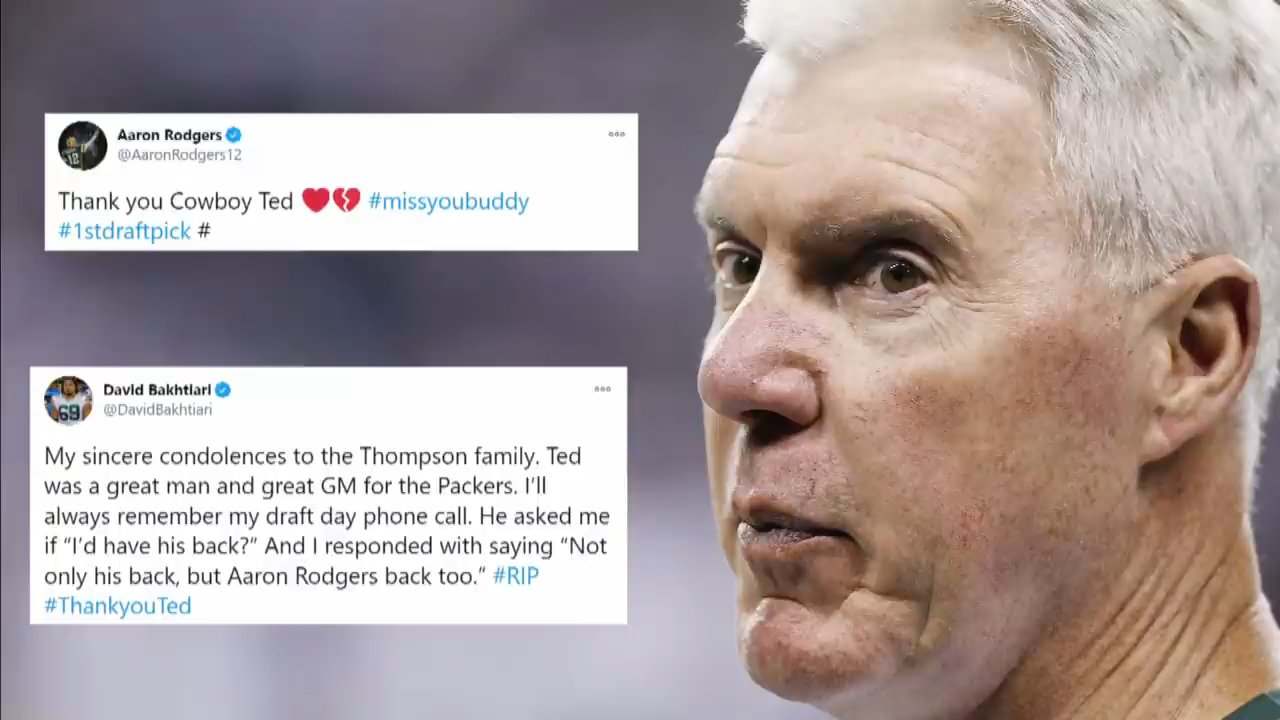 Aaron Rodgers
@AaronRodgers12
Thank you Cowboy Ted ❤️💔 #missyoubuddy
#1stdraftpick #
David Bakhtiari
@DavidBakhtiari
My sincere condolences to the Thompson family. Ted
was a great man and great GM for the Packers. I'll
always remember my draft day phone call. He asked me
if “I'd have his back?” And I responded with saying “Not
only his back, but Aaron Rodgers back too.” #RIP
#ThankyouTed
12
69